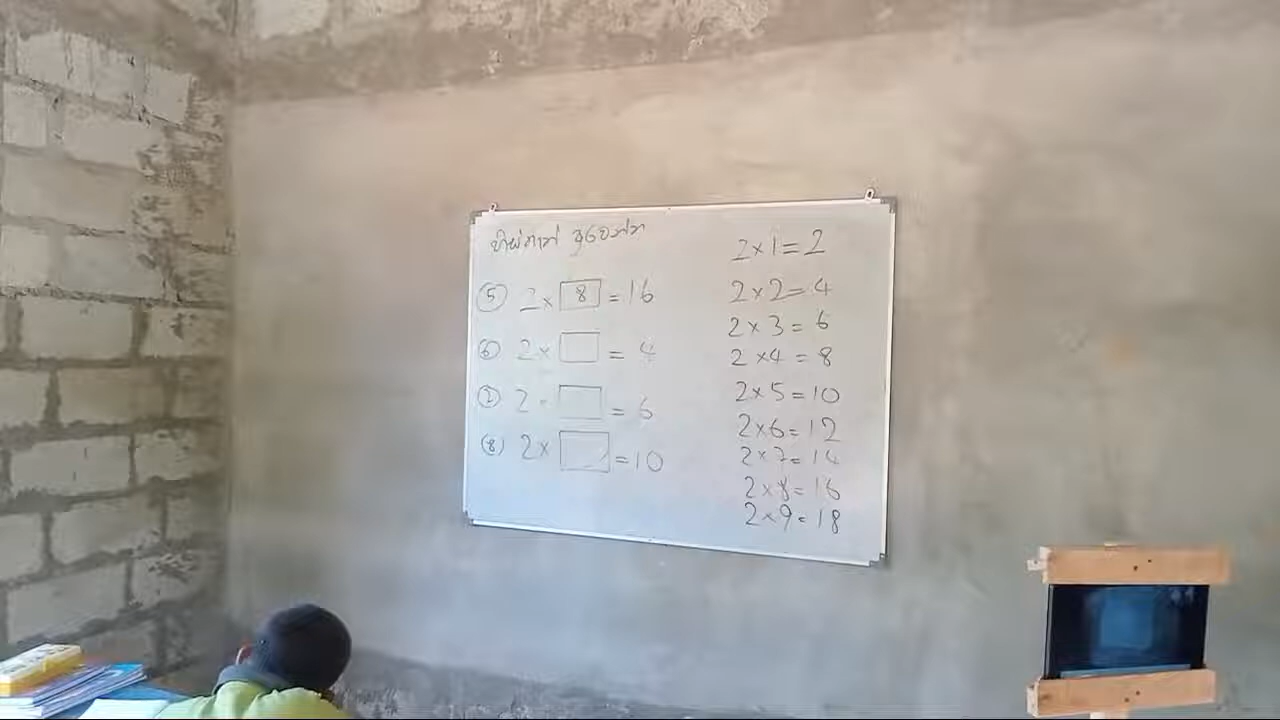 හිස්තැන් පුරවන්න
⑤ 2 × 8 = 16
⑥ 2 × = 4
⑦ 2 × = 6
⑧ 2 × = 10
2 × 1 = 2
2 × 2 = 4
2 × 3 = 6
2 × 4 = 8
2 × 5 = 10
2 × 6 = 12
2 × 7 = 14
2 × 8 = 16
2 × 9 = 18